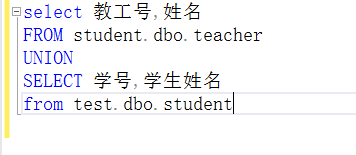 select 教工号,姓名
FROM student.dbo.teacher
UNION
SELECT 学号,学生姓名
from test.dbo.student